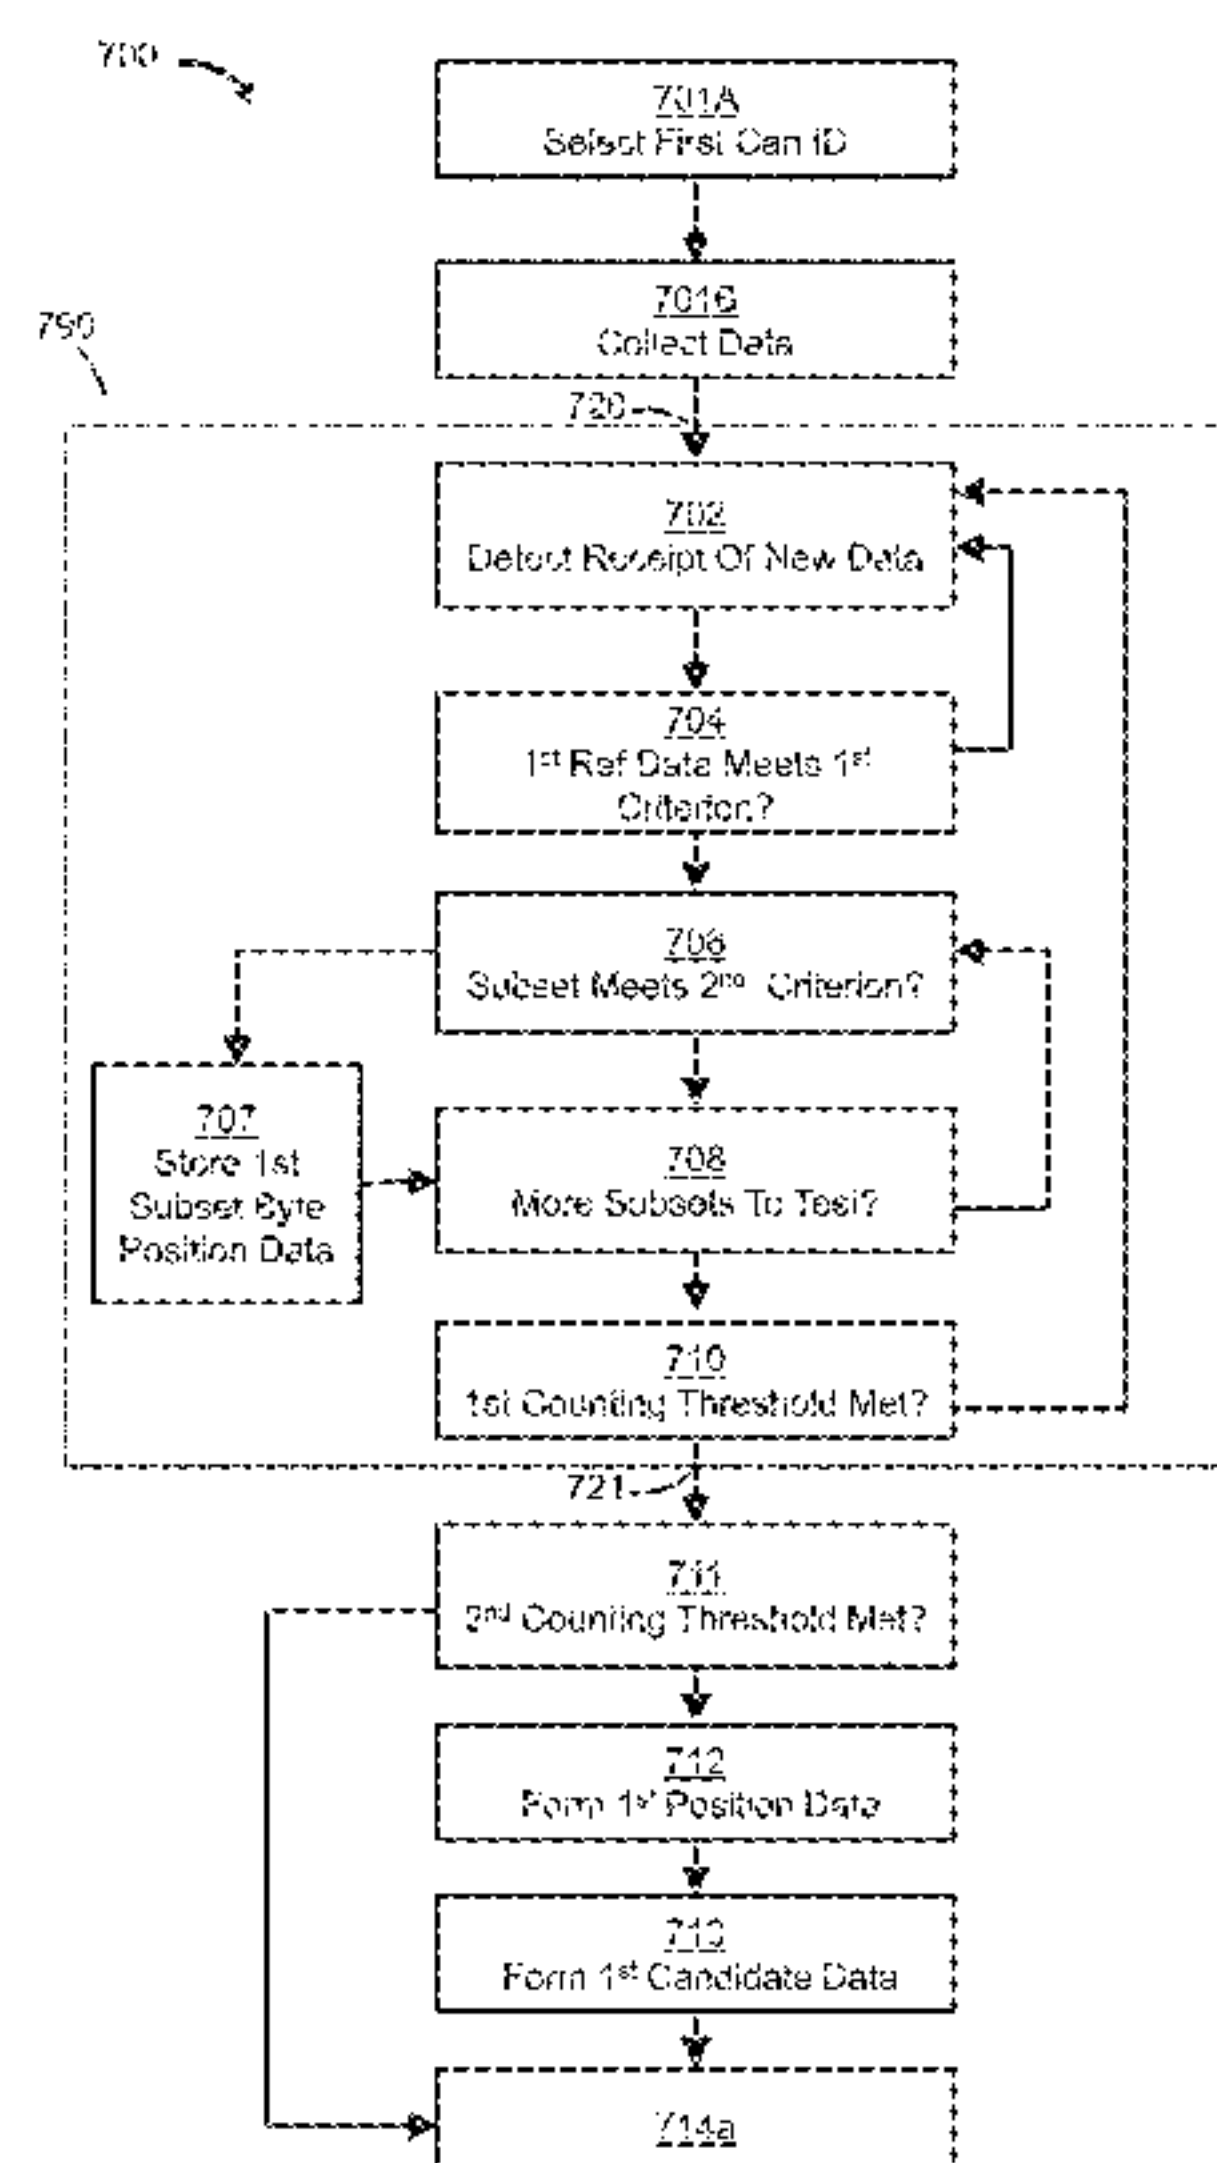 700
701A
Select First Can ID
701B
Collect Data
790
720
702
Detect Receipt Of New Data
704
1st Ref Data Meets 1st
Criterion?
706
Subset Meets 2nd Criterion?
707
Store 1st
Subset Byte
Position Data
708
More Subsets To Test?
710
1st Counting Threshold Met?
721
711
2nd Counting Threshold Met?
712
Form 1st Position Data
713
Form 1st Candidate Data
714a